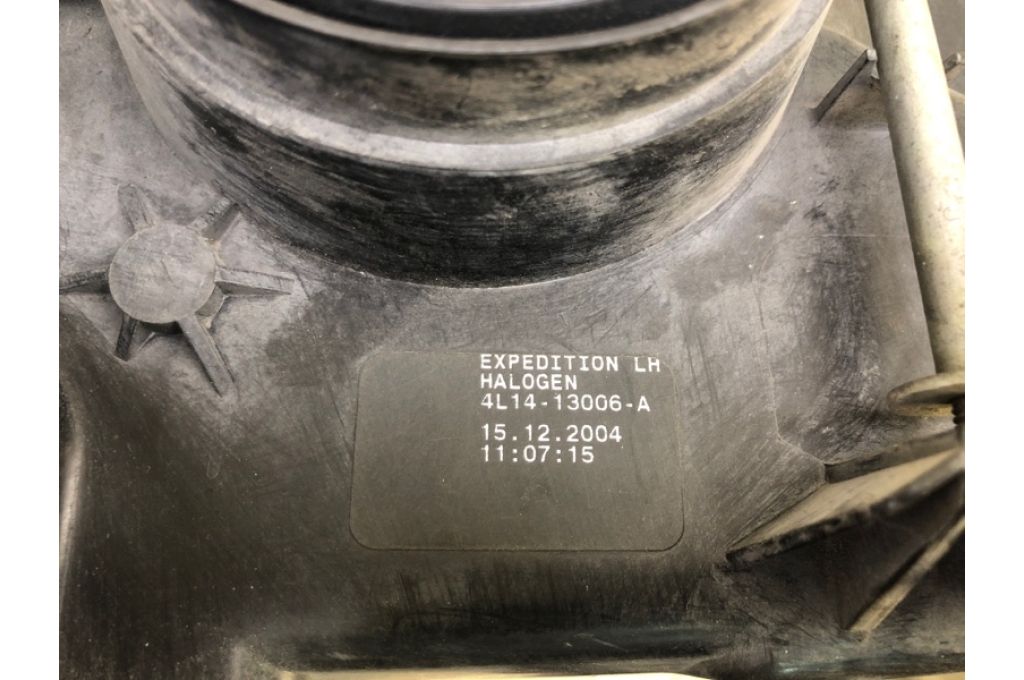 EXPEDITION LH
HALOGEN
4L14-13006-A
15.12.2004
11:07:15